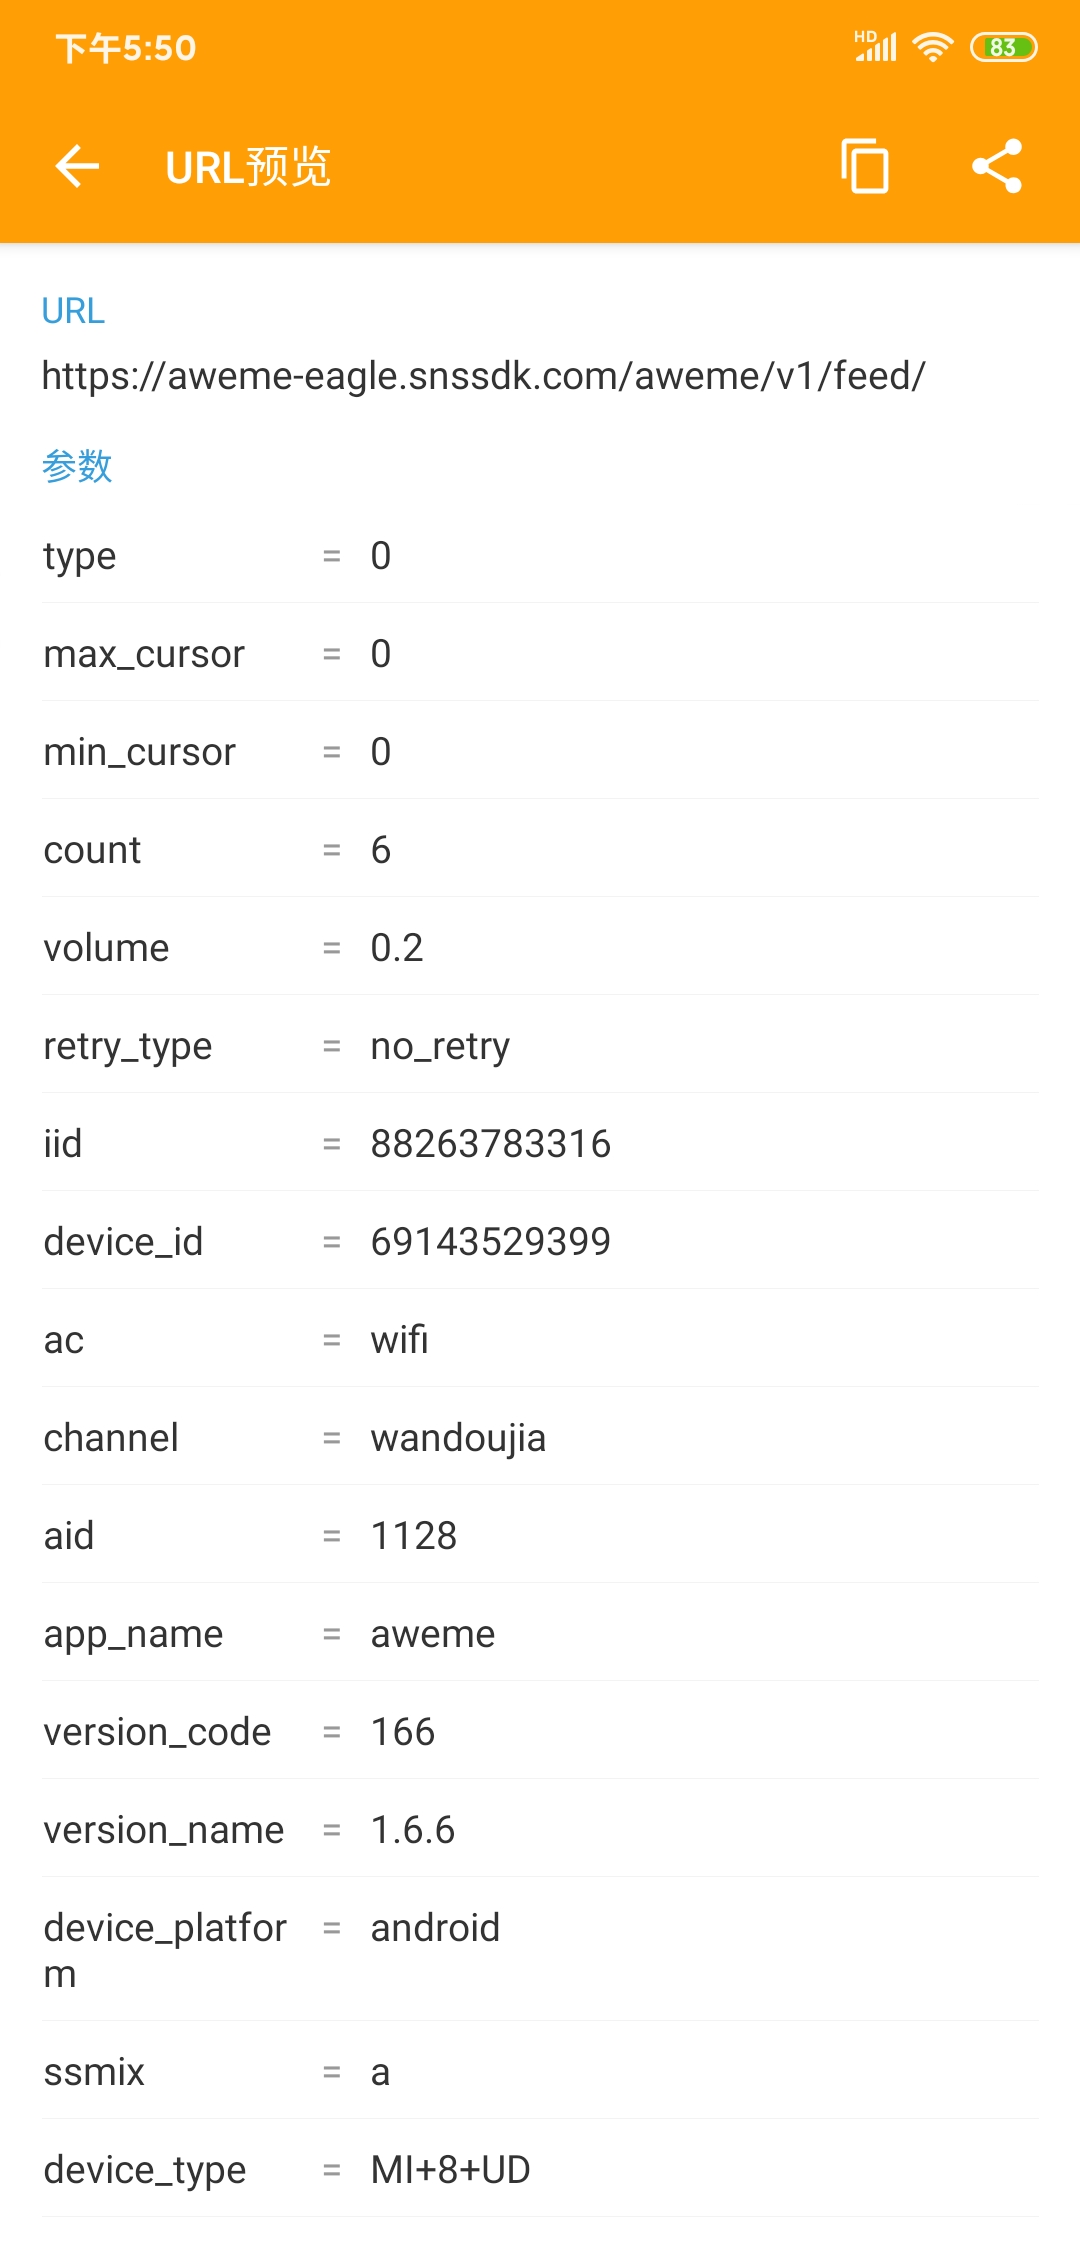 下午5:50 HD 83
URL预览
URL
https://aweme-eagle.snssdk.com/aweme/v1/feed/
参数
type = 0
max_cursor = 0
min_cursor = 0
count = 6
volume = 0.2
retry_type = no_retry
iid = 88263783316
device_id = 69143529399
ac = wifi
channel = wandoujia
aid = 1128
app_name = aweme
version_code = 166
version_name = 1.6.6
device_platfor = android
m
ssmix = a
device_type = MI+8+UD